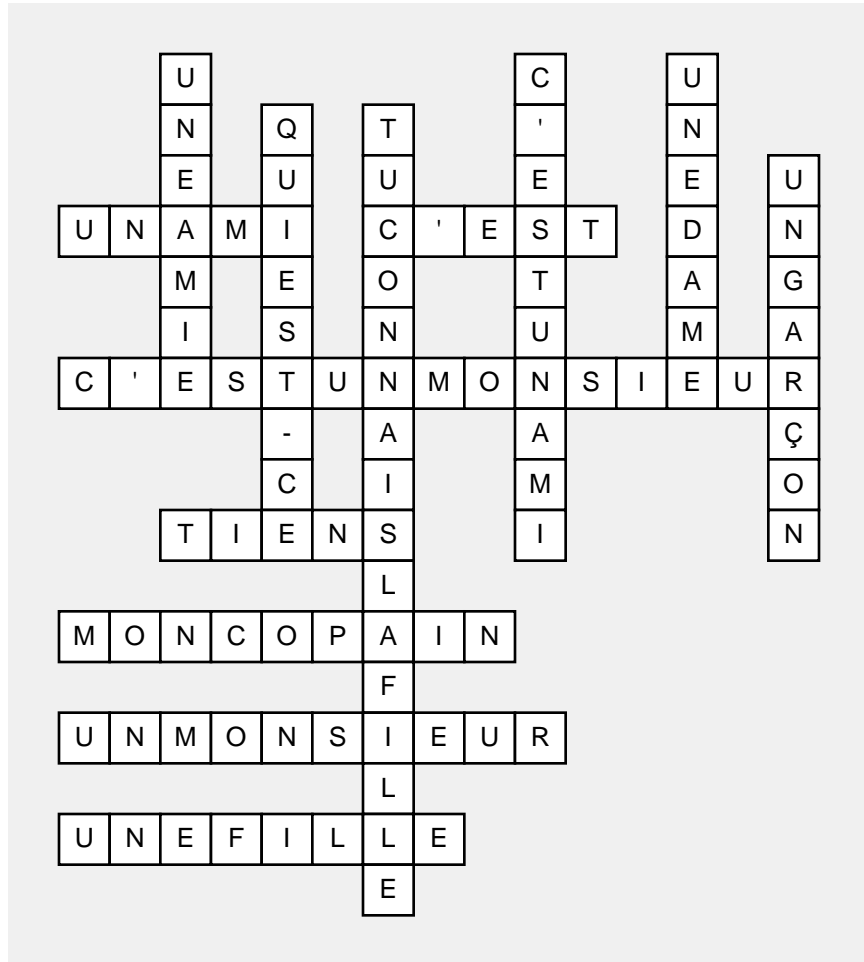 UNEAMIE
C'ESTUNAMI
UNEDAME
QUIEST-CE
TUCONNAISLAFILLE
UNGARÇON
UNAMI
C'EST
C'ESTUNMONSIEUR
TIENS
MONCOPAIN
UNMONSIEUR
UNEFILLE